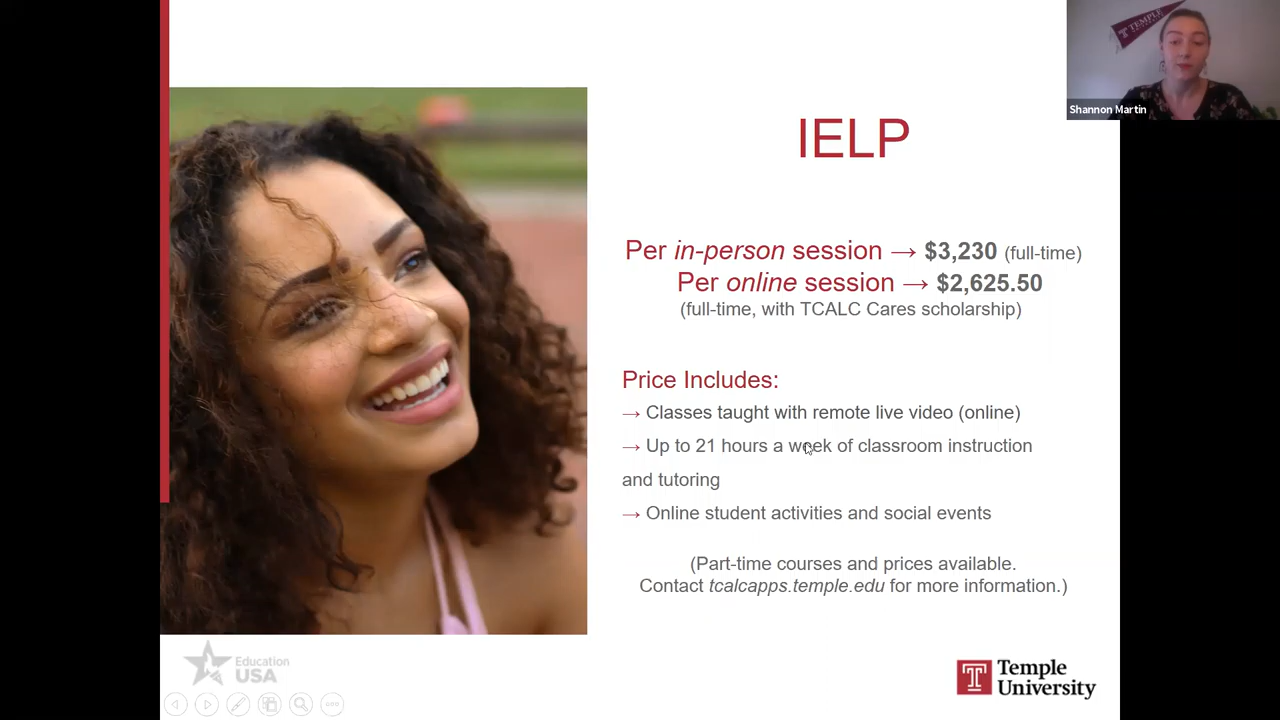 TEMPLE
Shannon Martin
IELP
Per in-person session → $3,230 (full-time)
Per online session → $2,625.50
(full-time, with TCALC Cares scholarship)
Price Includes:
→ Classes taught with remote live video (online)
→ Up to 21 hours a week of classroom instruction
and tutoring
→ Online student activities and social events
(Part-time courses and prices available.
Contact tcalcapps.temple.edu for more information.)
Education
USA
Temple
University